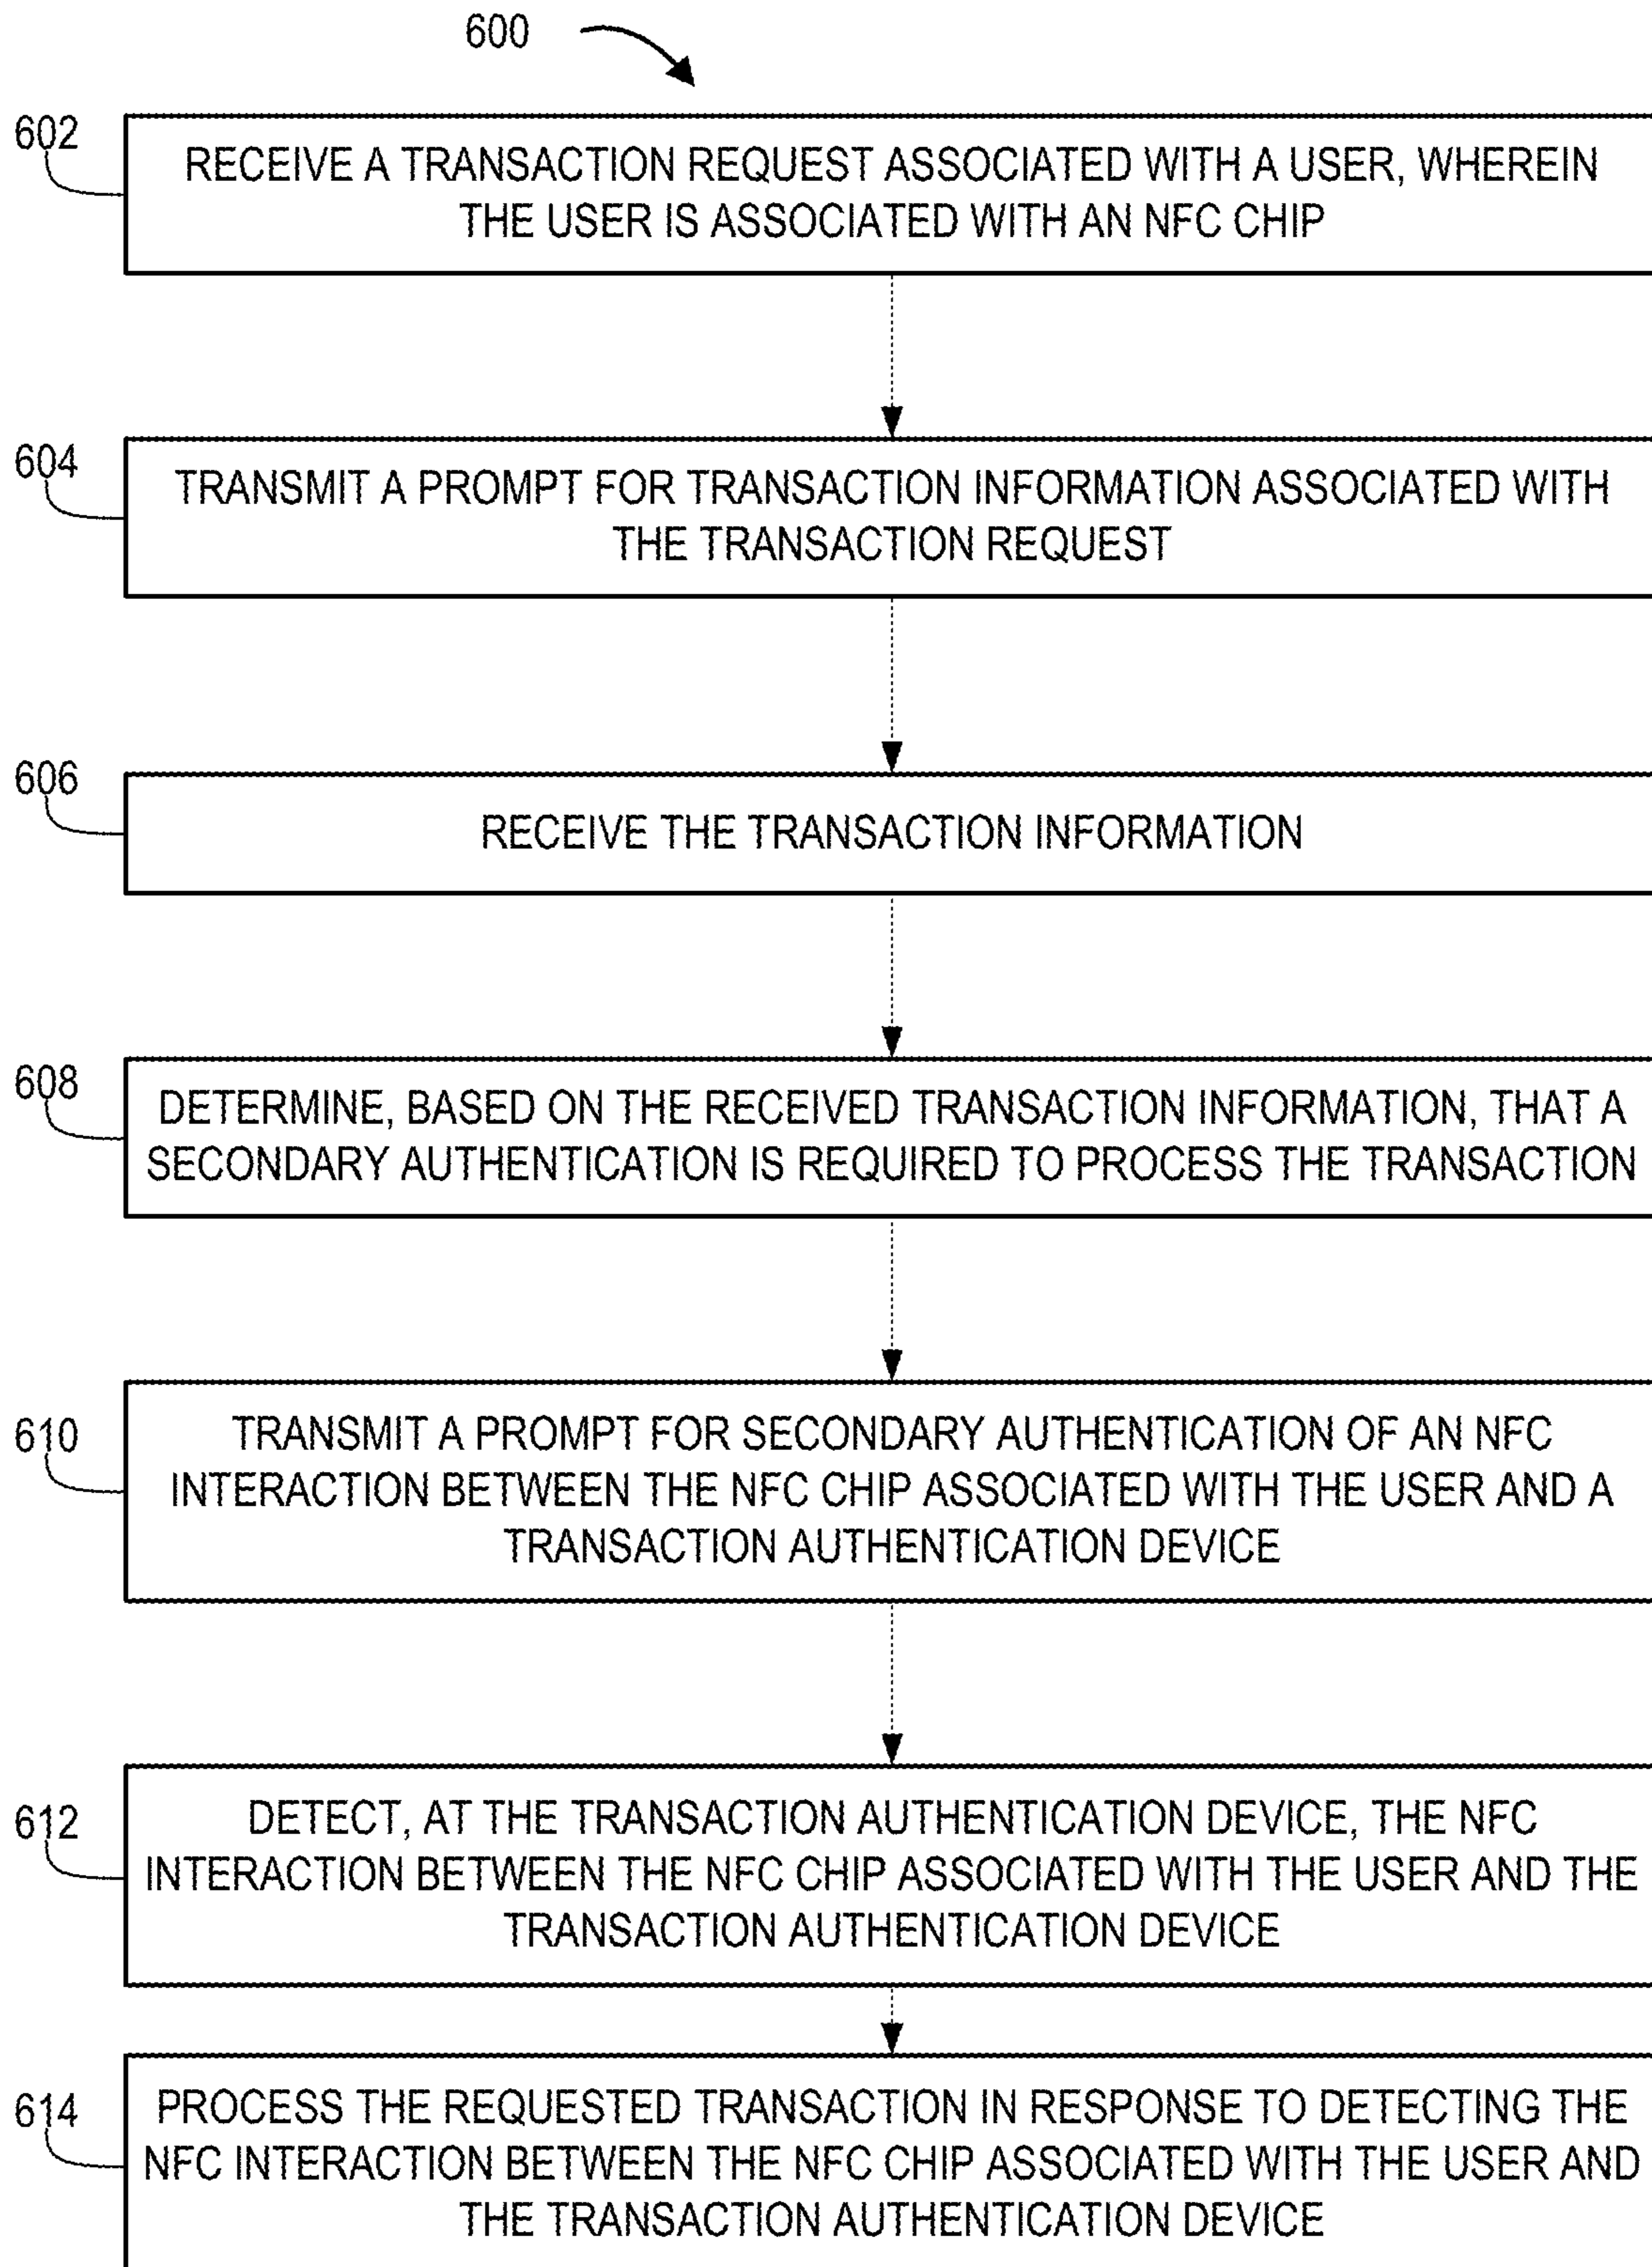 600
602
RECEIVE A TRANSACTION REQUEST ASSOCIATED WITH A USER, WHEREIN
THE USER IS ASSOCIATED WITH AN NFC CHIP
604
TRANSMIT A PROMPT FOR TRANSACTION INFORMATION ASSOCIATED WITH
THE TRANSACTION REQUEST
606
RECEIVE THE TRANSACTION INFORMATION
608
DETERMINE, BASED ON THE RECEIVED TRANSACTION INFORMATION, THAT A
SECONDARY AUTHENTICATION IS REQUIRED TO PROCESS THE TRANSACTION
610
TRANSMIT A PROMPT FOR SECONDARY AUTHENTICATION OF AN NFC
INTERACTION BETWEEN THE NFC CHIP ASSOCIATED WITH THE USER AND A
TRANSACTION AUTHENTICATION DEVICE
612
DETECT, AT THE TRANSACTION AUTHENTICATION DEVICE, THE NFC
INTERACTION BETWEEN THE NFC CHIP ASSOCIATED WITH THE USER AND THE
TRANSACTION AUTHENTICATION DEVICE
614
PROCESS THE REQUESTED TRANSACTION IN RESPONSE TO DETECTING THE
NFC INTERACTION BETWEEN THE NFC CHIP ASSOCIATED WITH THE USER AND
THE TRANSACTION AUTHENTICATION DEVICE